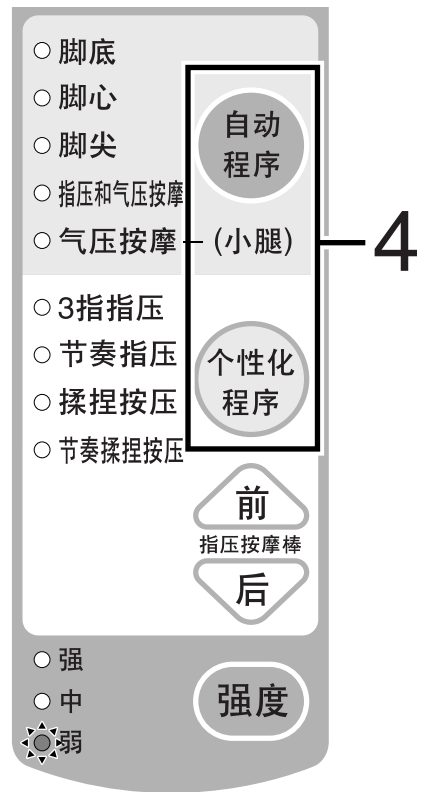 脚底
脚心
脚尖
指压和气压按摩
气压按摩
自动
程序
(小腿)
4
3指指压
节奏指压
揉捏按压
节奏揉捏按压
个性化
程序
前
指压按摩棒
后
强
中
弱
强度